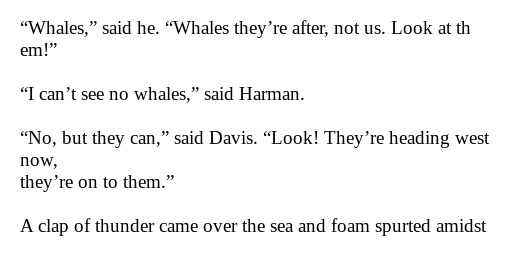 “Whales,” said he. “Whales they’re after, not us. Look at th
em!”
“I can’t see no whales,” said Harman.
“No, but they can,” said Davis. “Look! They’re heading west
now,
they’re on to them.”
A clap of thunder came over the sea and foam spurted amidst